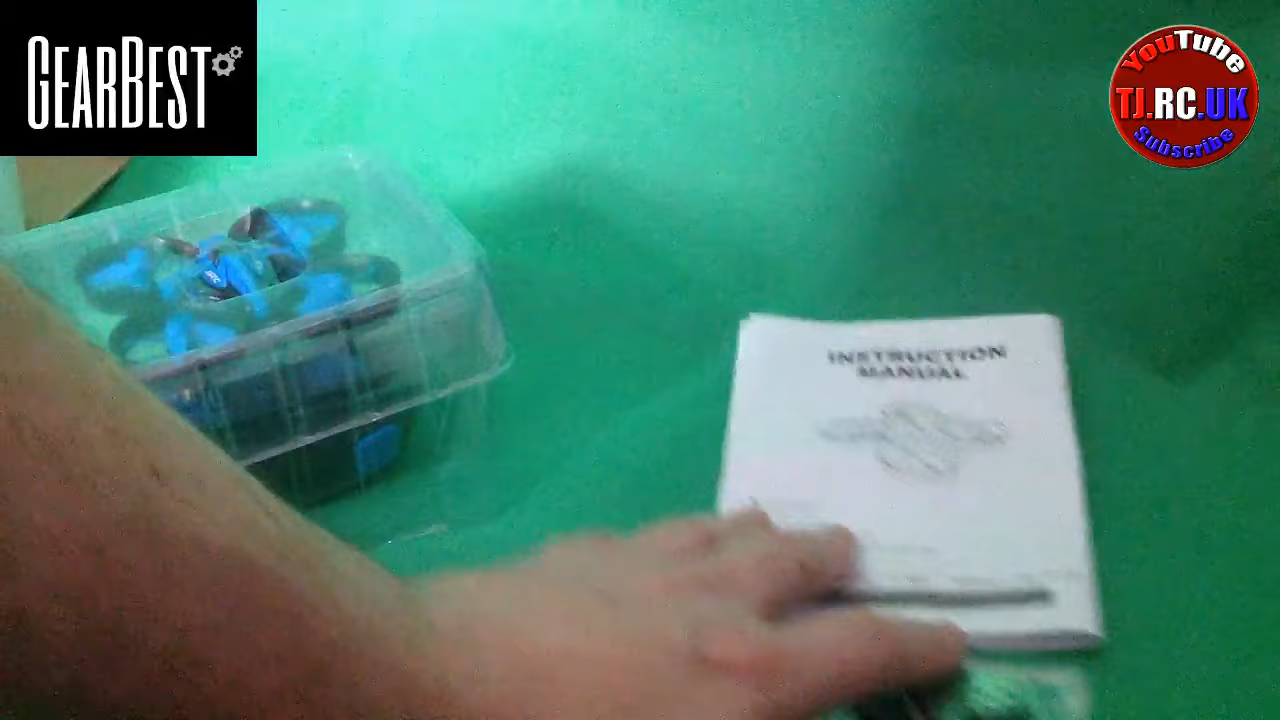 GEARBEST
YouTube
TJ.RC.UK
Subscribe
INSTRUCTION
MANUAL